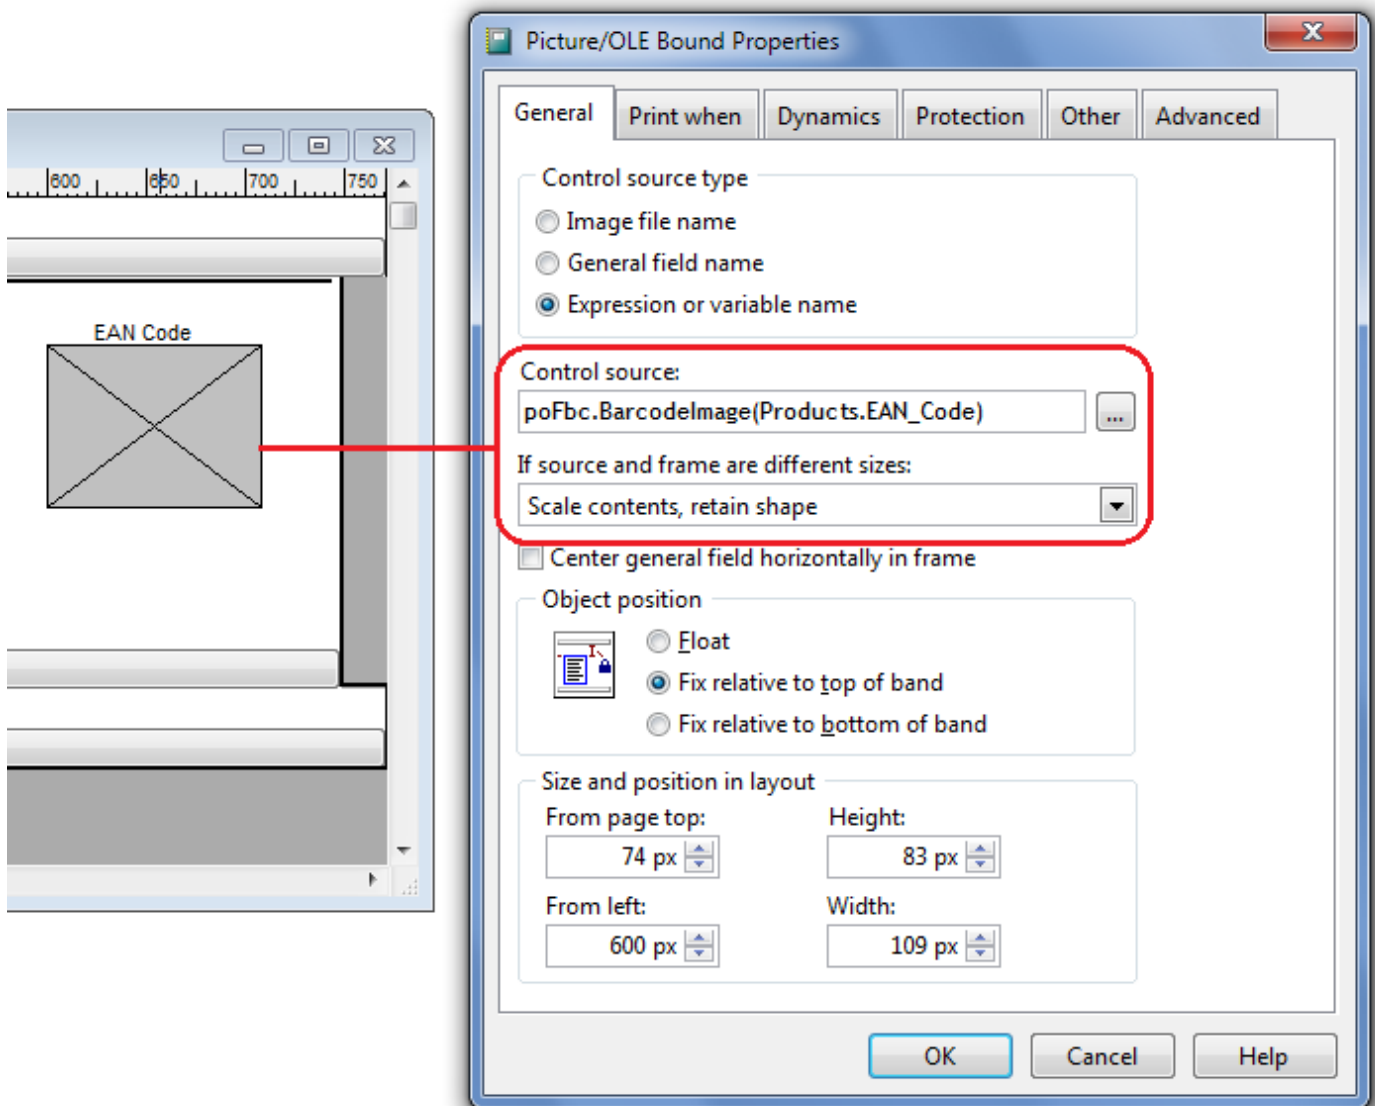 Picture/OLE Bound Properties
General Print when Dynamics Protection Other Advanced
600 650 700 750
EAN Code
Control source type
Image file name
General field name
Expression or variable name
Control source:
poFbc.BarcodeImage(Products.EAN_Code)
...
If source and frame are different sizes:
Scale contents, retain shape
Center general field horizontally in frame
Object position
Float
Fix relative to top of band
Fix relative to bottom of band
Size and position in layout
From page top: Height:
74 px 83 px
From left: Width:
600 px 109 px
OK Cancel Help